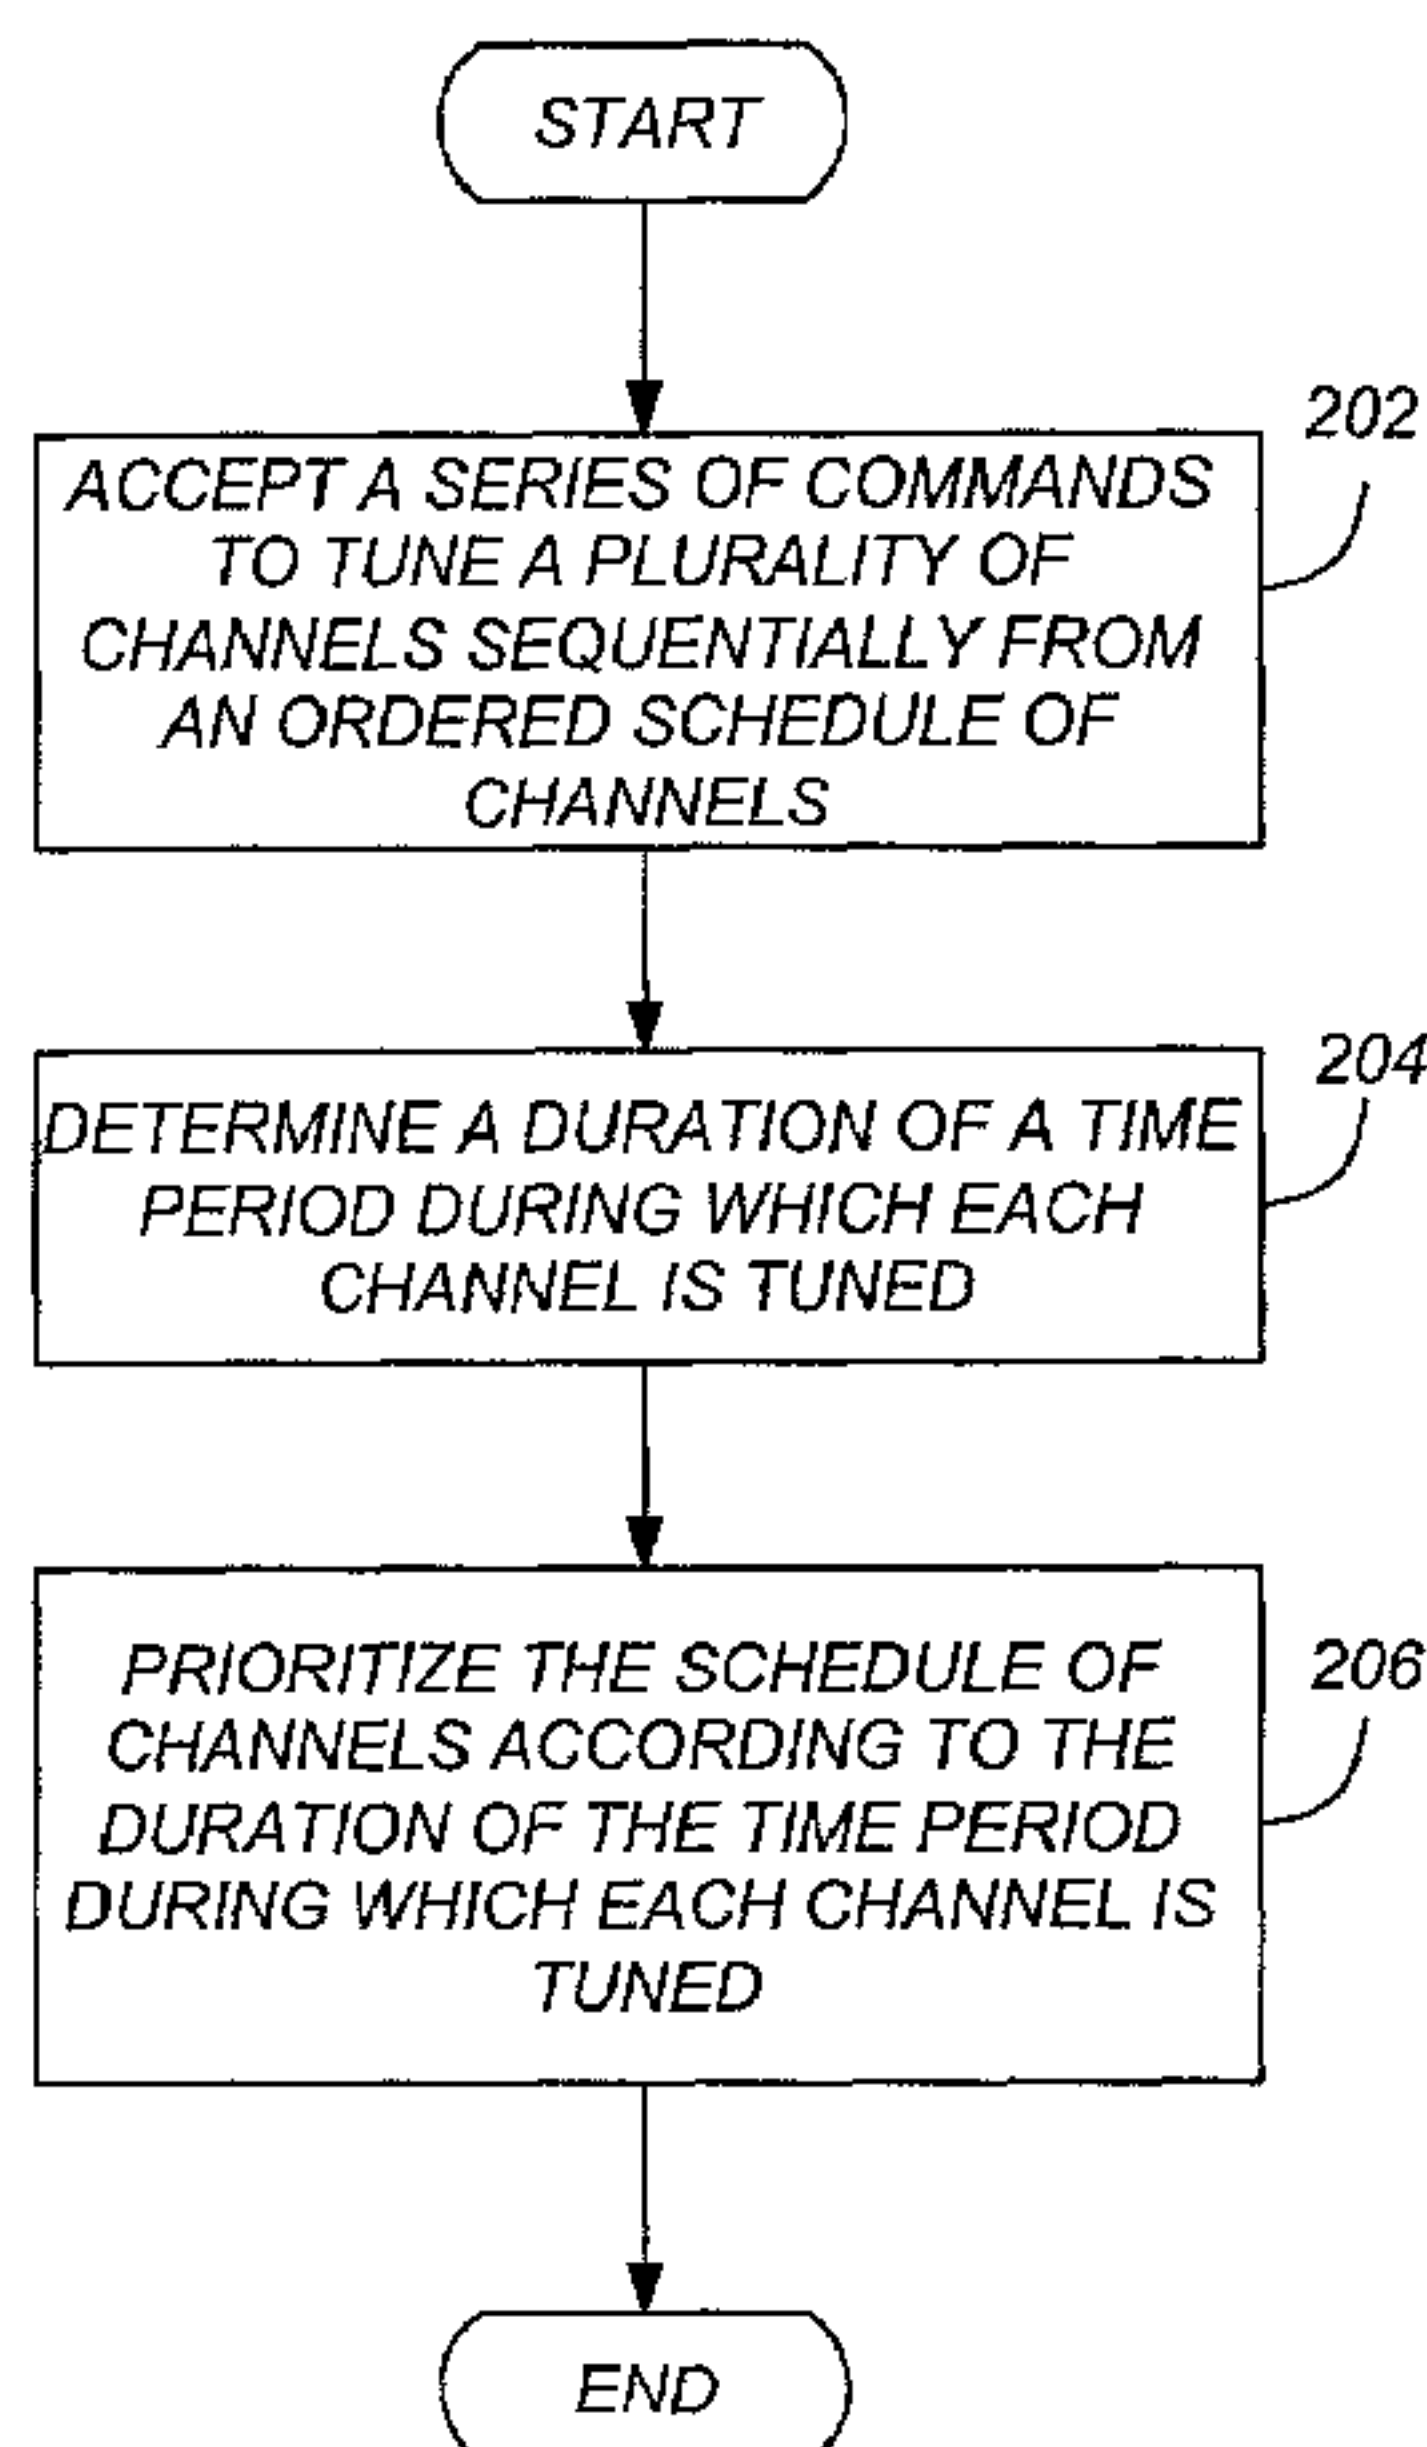 START
202
ACCEPT A SERIES OF COMMANDS
TO TUNE A PLURALITY OF
CHANNELS SEQUENTIALLY FROM
AN ORDERED SCHEDULE OF
CHANNELS
204
DETERMINE A DURATION OF A TIME
PERIOD DURING WHICH EACH
CHANNEL IS TUNED
206
PRIORITIZE THE SCHEDULE OF
CHANNELS ACCORDING TO THE
DURATION OF THE TIME PERIOD
DURING WHICH EACH CHANNEL IS
TUNED
END